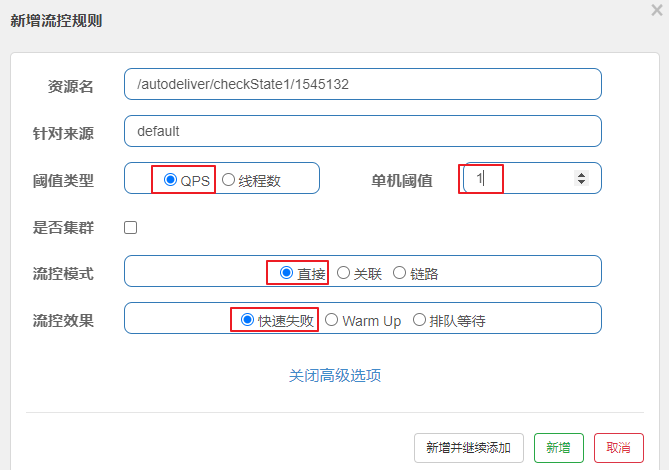 新增流控规则
资源名 /autodeliver/checkState1/1545132
针对来源 default
阈值类型 QPS 线程数 单机阈值 1
是否集群
流控模式 直接 关联 链路
流控效果 快速失败 Warm Up 排队等待
关闭高级选项
新增并继续添加 新增 取消